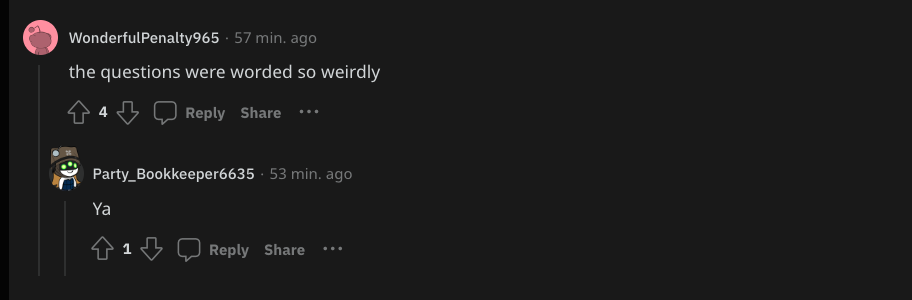 WonderfulPenalty965 · 57 min. ago
the questions were worded so weirdly
4 Reply Share ···
Party_Bookkeeper6635 · 53 min. ago
Ya
1 Reply Share ···